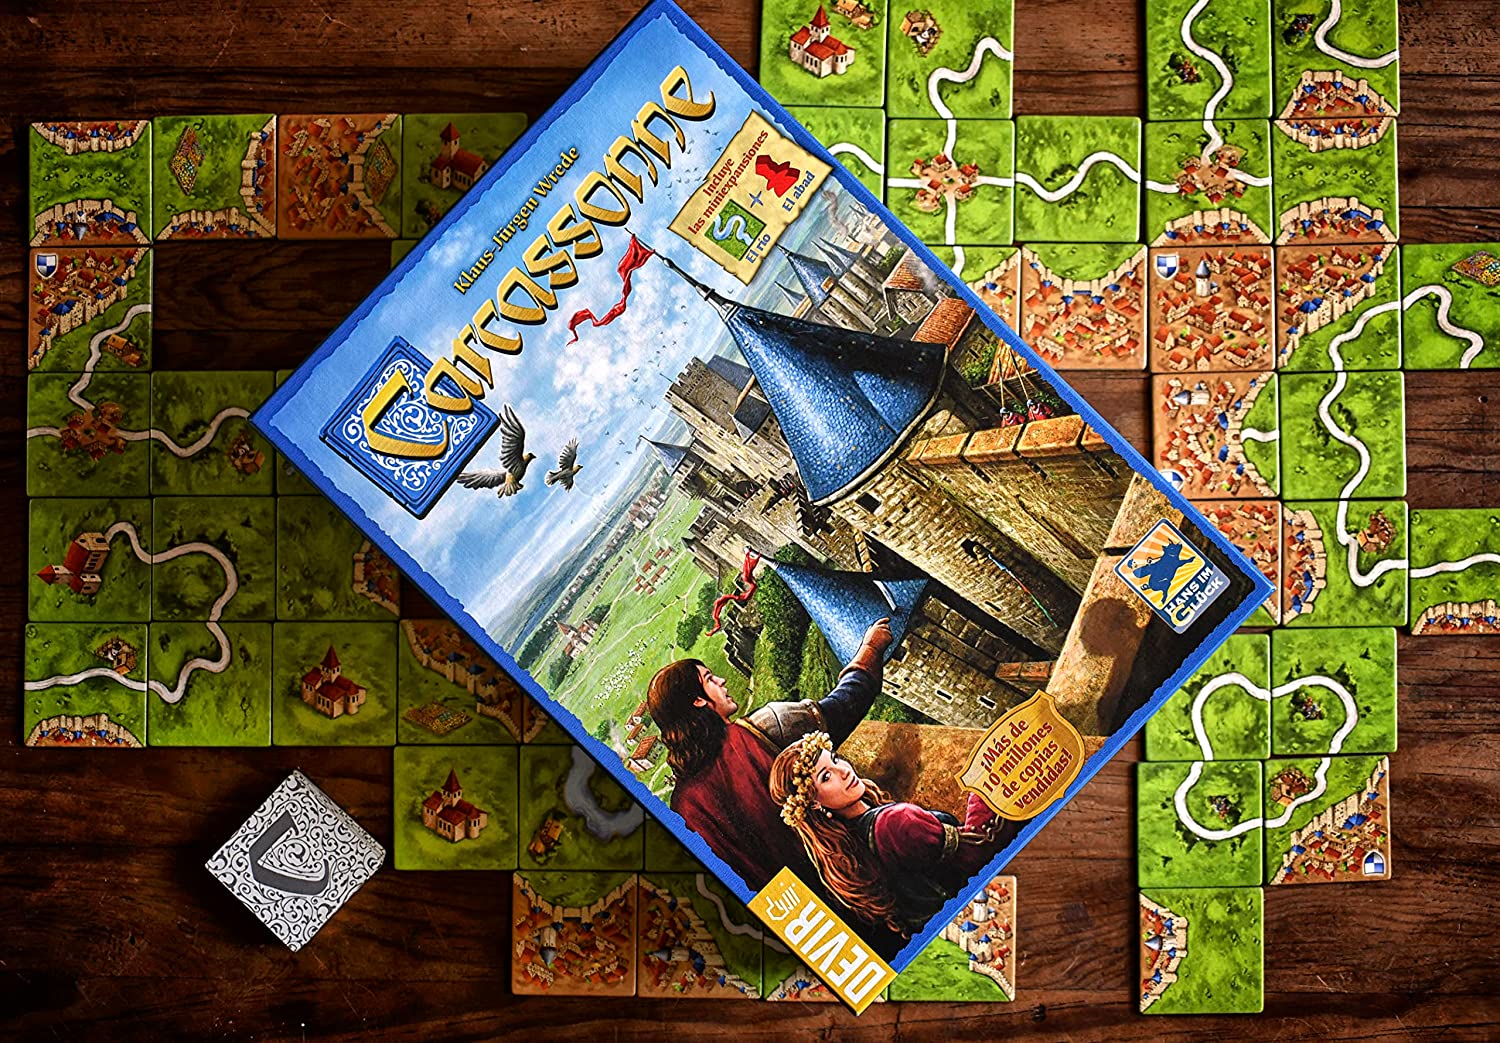 Klaus-Jürgen Wrede
Carcassonne
Incluye
las miniexpansiones
El río
+
El abad
HANS IM
GLÜCK
¡Más de
10 millones
de copias
vendidas!
DEVIR
C